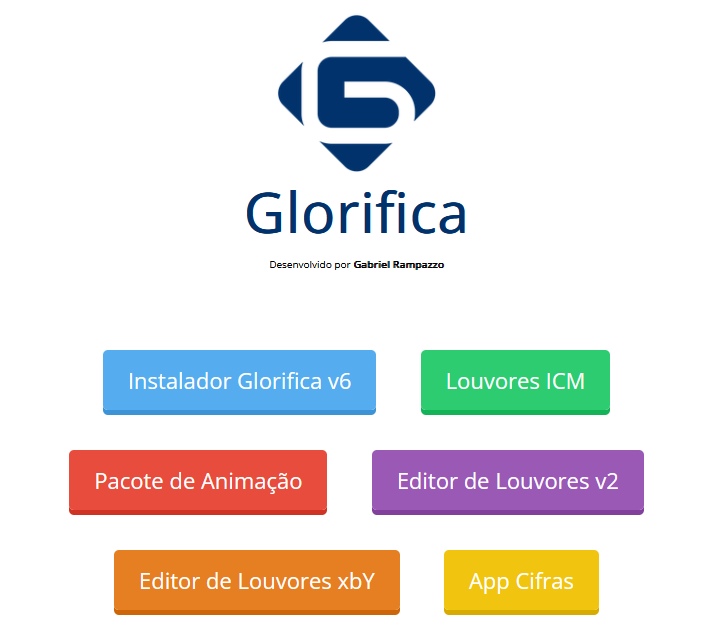 Glorifica
Desenvolvido por Gabriel Rampazzo
Instalador Glorifica v6
Louvores ICM
Pacote de Animação
Editor de Louvores v2
Editor de Louvores xbY
App Cifras